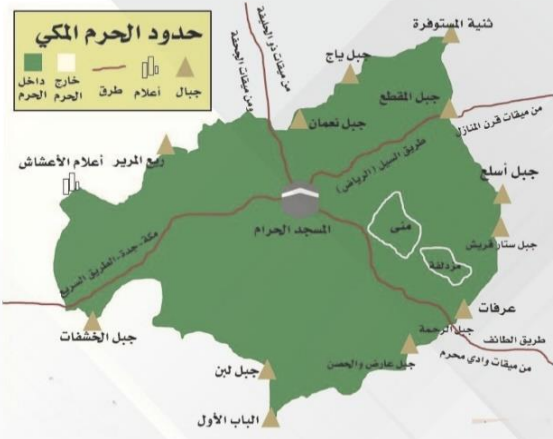 حدود الحرم المكي
جبال
أعلام
طرق
خارج
الحرم
داخل
الحرم
ثنية المستوفرة
من ميقات ذو الحليفة
ومن ميقات الجحفة
جبل ياج
جبل المقطع
من ميقات قرن المنازل
جبل نعمان
طريق السيل (الرياض)
ريع المرير
أعلام الأعشاش
جبل أسلع
المسجد الحرام
منى
جبل ستار قريش
مزدلفة
مكة-جدة-الطريق السريع
عرفات
جبل الرحمة
طريق الطائف
من ميقات وادي محرم
جبل الخشفات
جبل عارض والحصن
جبل لبن
الباب الأول